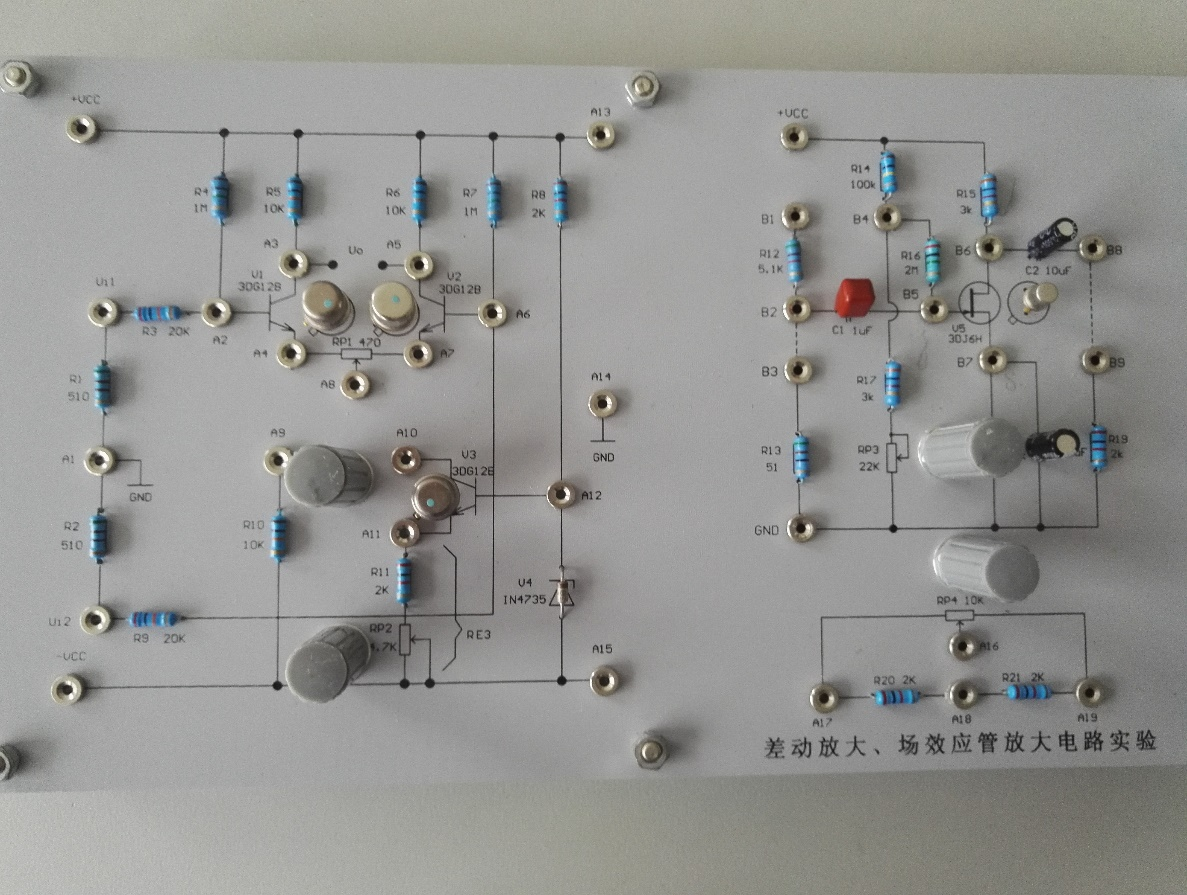 +VCC
A13
R4
1M
R5
10K
R6
10K
R7
1M
R8
2K
A3
Uo
A5
V1
3DG12B
V2
3DG12B
Ui1
R3 20K
A2
A6
A4
RP1 470
A7
A8
R1
510
A14
GND
A1
GND
A9
A10
V3
3DG12B
A12
R2
510
R10
10K
A11
R11
2K
V4
IN4735
Ui2
R9 20K
RP2
RE3
-VCC
A15
+VCC
R14
100k
R15
3k
B1
B4
R12
5.1K
R16
2M
B6
B8
C2 10uF
B2
C1 1uF
B5
V5
3DJ6H
B3
B7
B9
R17
3k
R13
51
RP3
22K
R19
2k
GND
RP4 10K
A16
R20 2K
R21 2K
A17
A18
A19
差动放大、场效应管放大电路实验